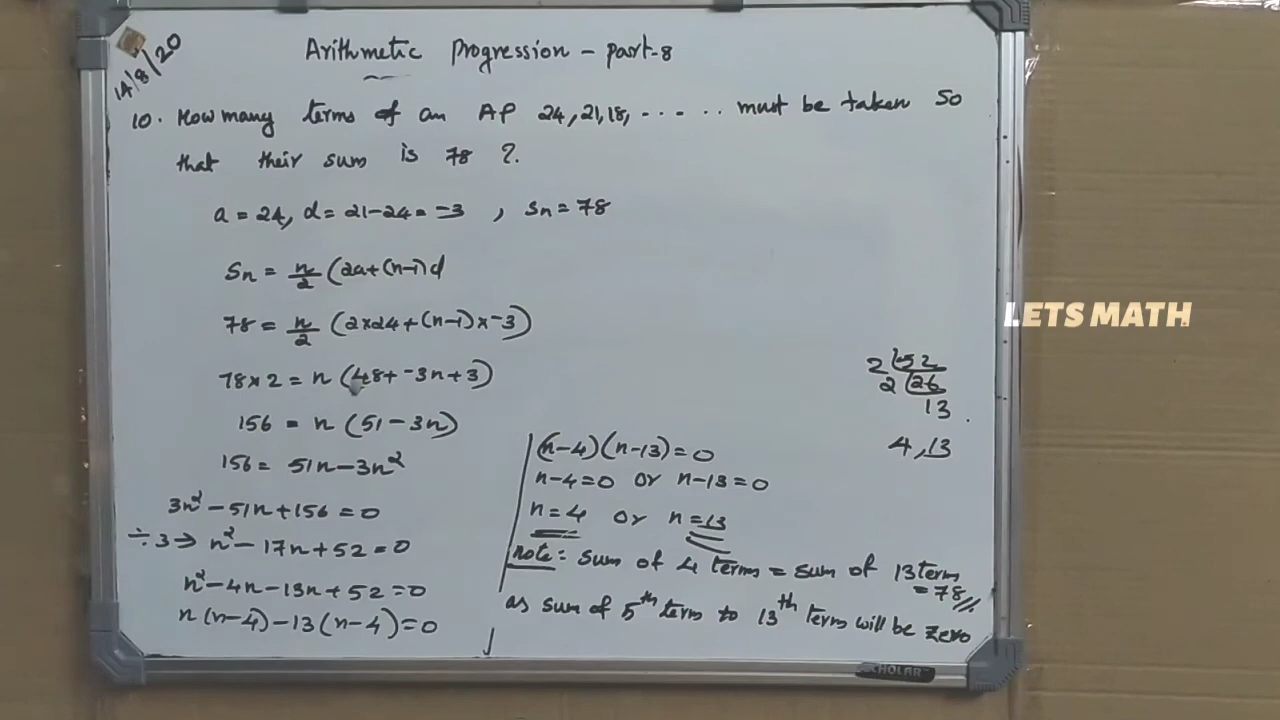 14/8/20
Arithmetic Progression - part-8
10. How many terms of an AP 24, 21, 18, ...... must be taken so
that their sum is 78 ?.
a = 24, d = 21-24 = -3 , Sn = 78
Sn = n/2 (2a+(n-1)d
78 = n/2 (2×24+(n-1)×-3)
78×2 = n (48+-3n+3)
156 = n (51-3n)
156 = 51n-3n²
3n²-51n+156=0
÷3→ n²-17n+52=0
n²-4n-13n+52=0
n(n-4)-13(n-4)=0
(n-4)(n-13)=0
n-4=0 or n-13=0
n=4 or n=13
note: sum of 4 terms = sum of 13 term
= 78//
as sum of 5th term to 13th term will be zero
2 52
2 26
13
4,13
LETS MATH
SCHOLAR